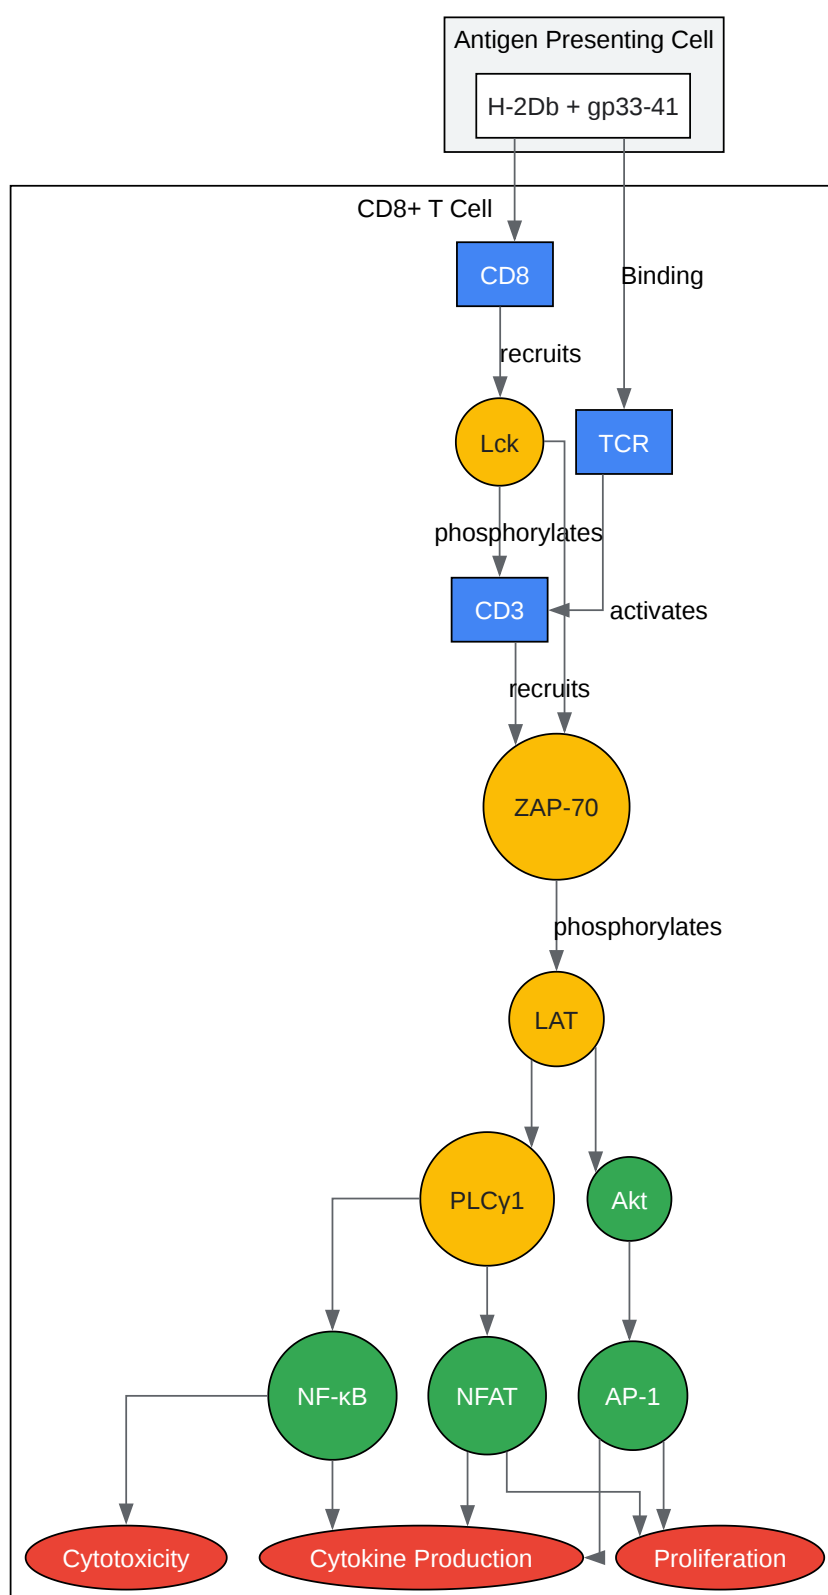 Antigen Presenting Cell
H-2Db + gp33-41
CD8+ T Cell
CD8
Binding
recruits
Lck
TCR
phosphorylates
CD3
activates
recruits
ZAP-70
phosphorylates
LAT
PLCγ1
Akt
NF-κB
NFAT
AP-1
Cytotoxicity
Cytokine Production
Proliferation